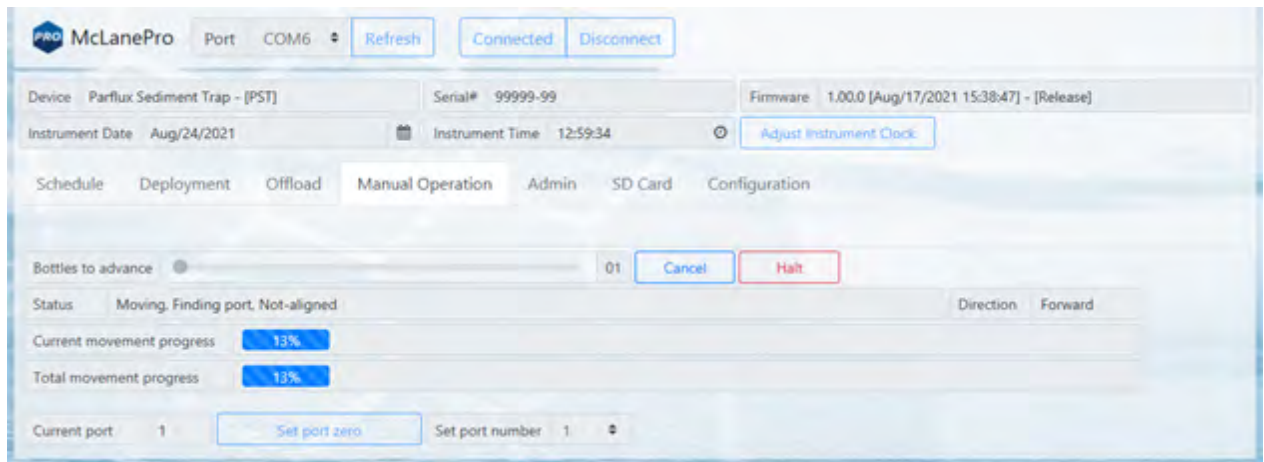 PRO McLanePro Port COM6 Refresh Connected Disconnect
Device Parflux Sediment Trap - [PST] Serial# 99999-99 Firmware 1.00.0 [Aug/17/2021 15:38:47] - [Release]
Instrument Date Aug/24/2021 Instrument Time 12:59:34 Adjust Instrument Clock
Schedule Deployment Offload Manual Operation Admin SD Card Configuration
Bottles to advance 01 Cancel Halt
Status Moving, Finding port, Not-aligned Direction Forward
Current movement progress 13%
Total movement progress 13%
Current port 1 Set port zero Set port number 1